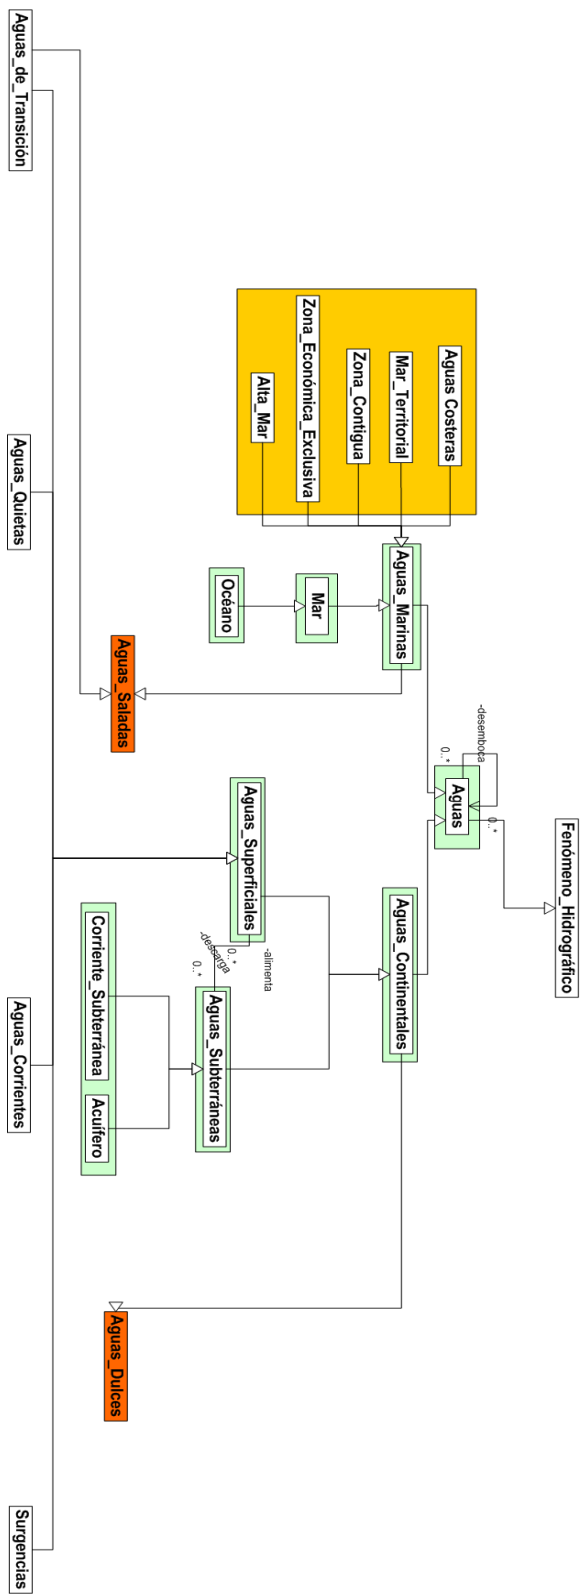 Fenómeno_Hidrográfico
-desemboca
0..*
0..*
Aguas
Aguas Costeras
Mar_Territorial
Zona_Contigua
Zona_Económica_Exclusiva
Alta_Mar
Aguas_Marinas
Mar
Océano
Aguas_Continentales
-alimenta
0..*
-descarga
0..*
Aguas_Superficiales
Aguas_Subterráneas
Corriente_Subterránea
Acuífero
Aguas_Saladas
Aguas_Dulces
Aguas_de_Transición
Aguas_Quietas
Aguas_Corrientes
Surgencias